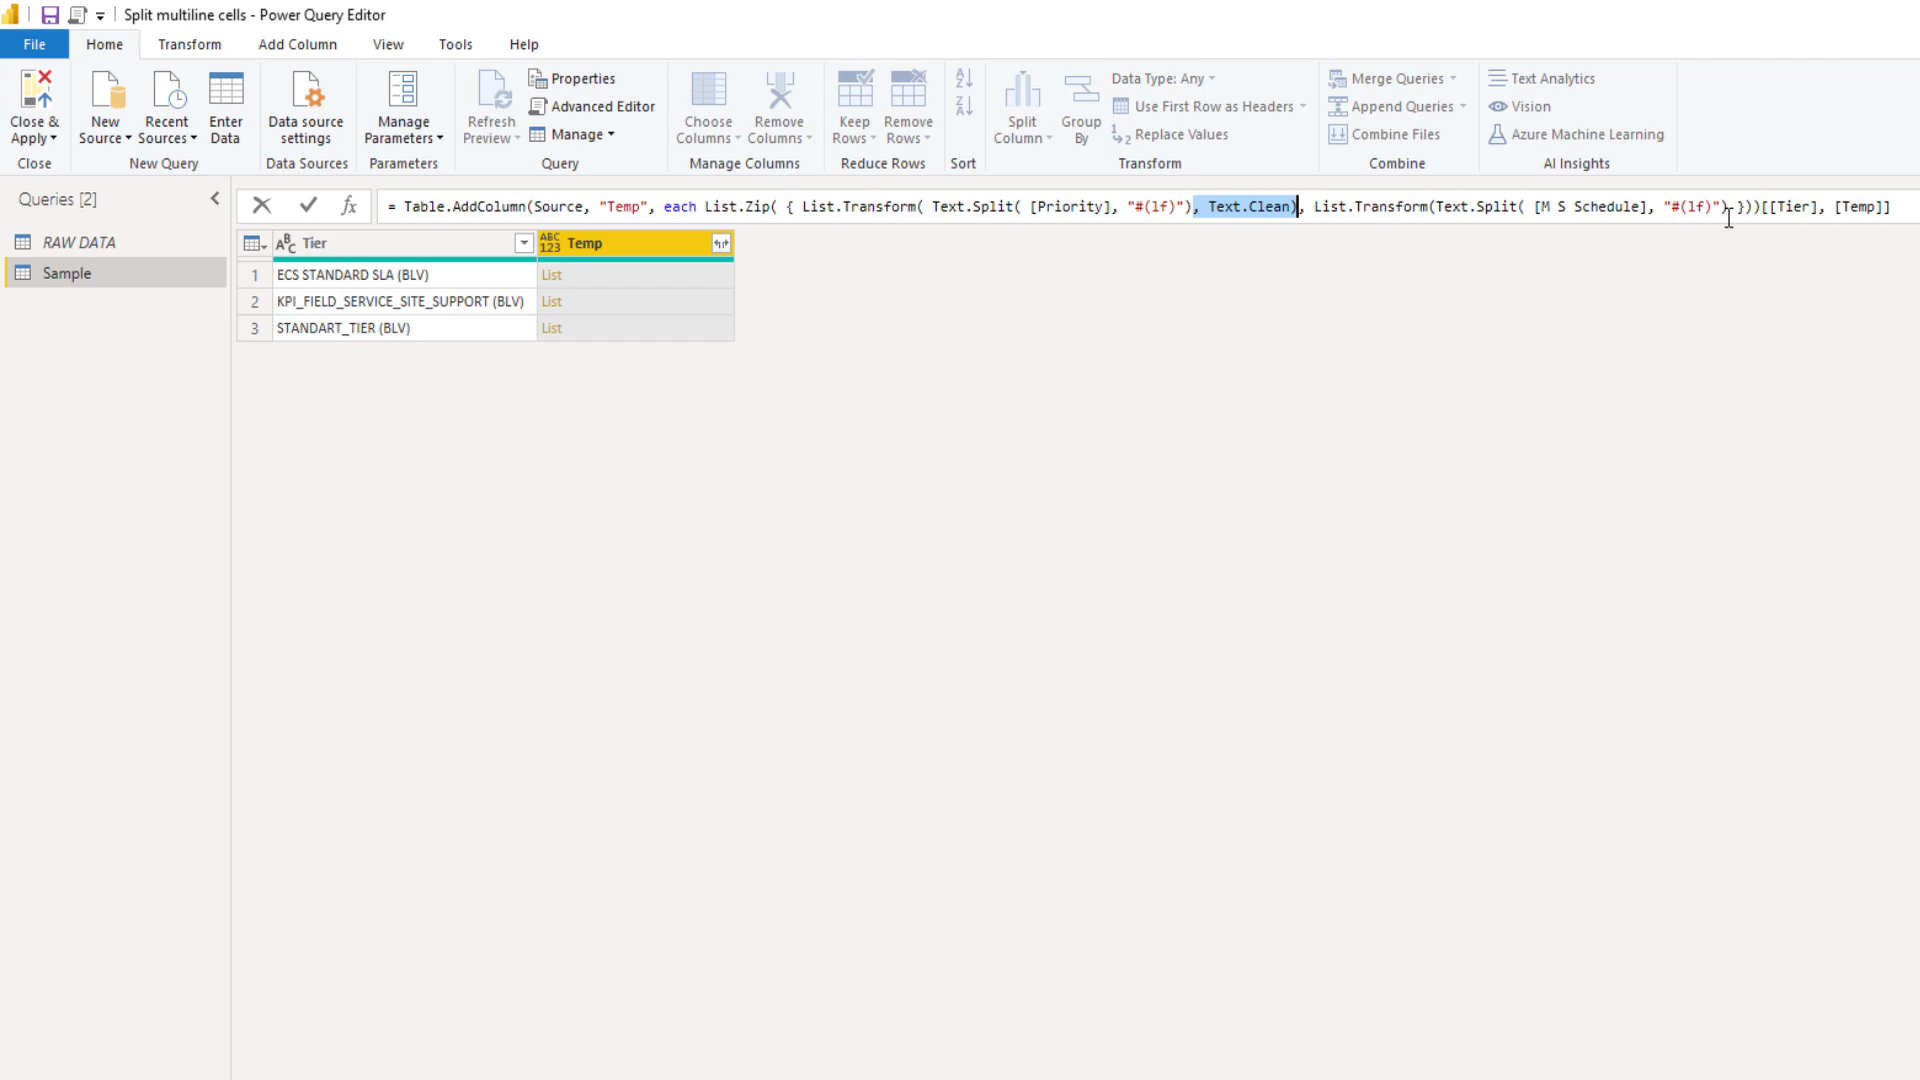 Split multiline cells - Power Query Editor
File Home Transform Add Column View Tools Help
Close & Apply
New Source
Recent Sources
Enter Data
Data source settings
Manage Parameters
Refresh Preview
Properties
Advanced Editor
Manage
Choose Columns
Remove Columns
Keep Rows
Remove Rows
Split Column
Group By
Data Type: Any
Use First Row as Headers
Replace Values
Merge Queries
Append Queries
Combine Files
Text Analytics
Vision
Azure Machine Learning
Close New Query Data Sources Parameters Query Manage Columns Reduce Rows Sort Transform Combine AI Insights
Queries [2]
= Table.AddColumn(Source, "Temp", each List.Zip( { List.Transform( Text.Split( [Priority], "#(lf)"), Text.Clean), List.Transform(Text.Split( [M S Schedule], "#(lf)") }))[[Tier], [Temp]]
RAW DATA
Sample
ABC Tier ABC 123 Temp
1 ECS STANDARD SLA (BLV) List
2 KPI_FIELD_SERVICE_SITE_SUPPORT (BLV) List
3 STANDART_TIER (BLV) List